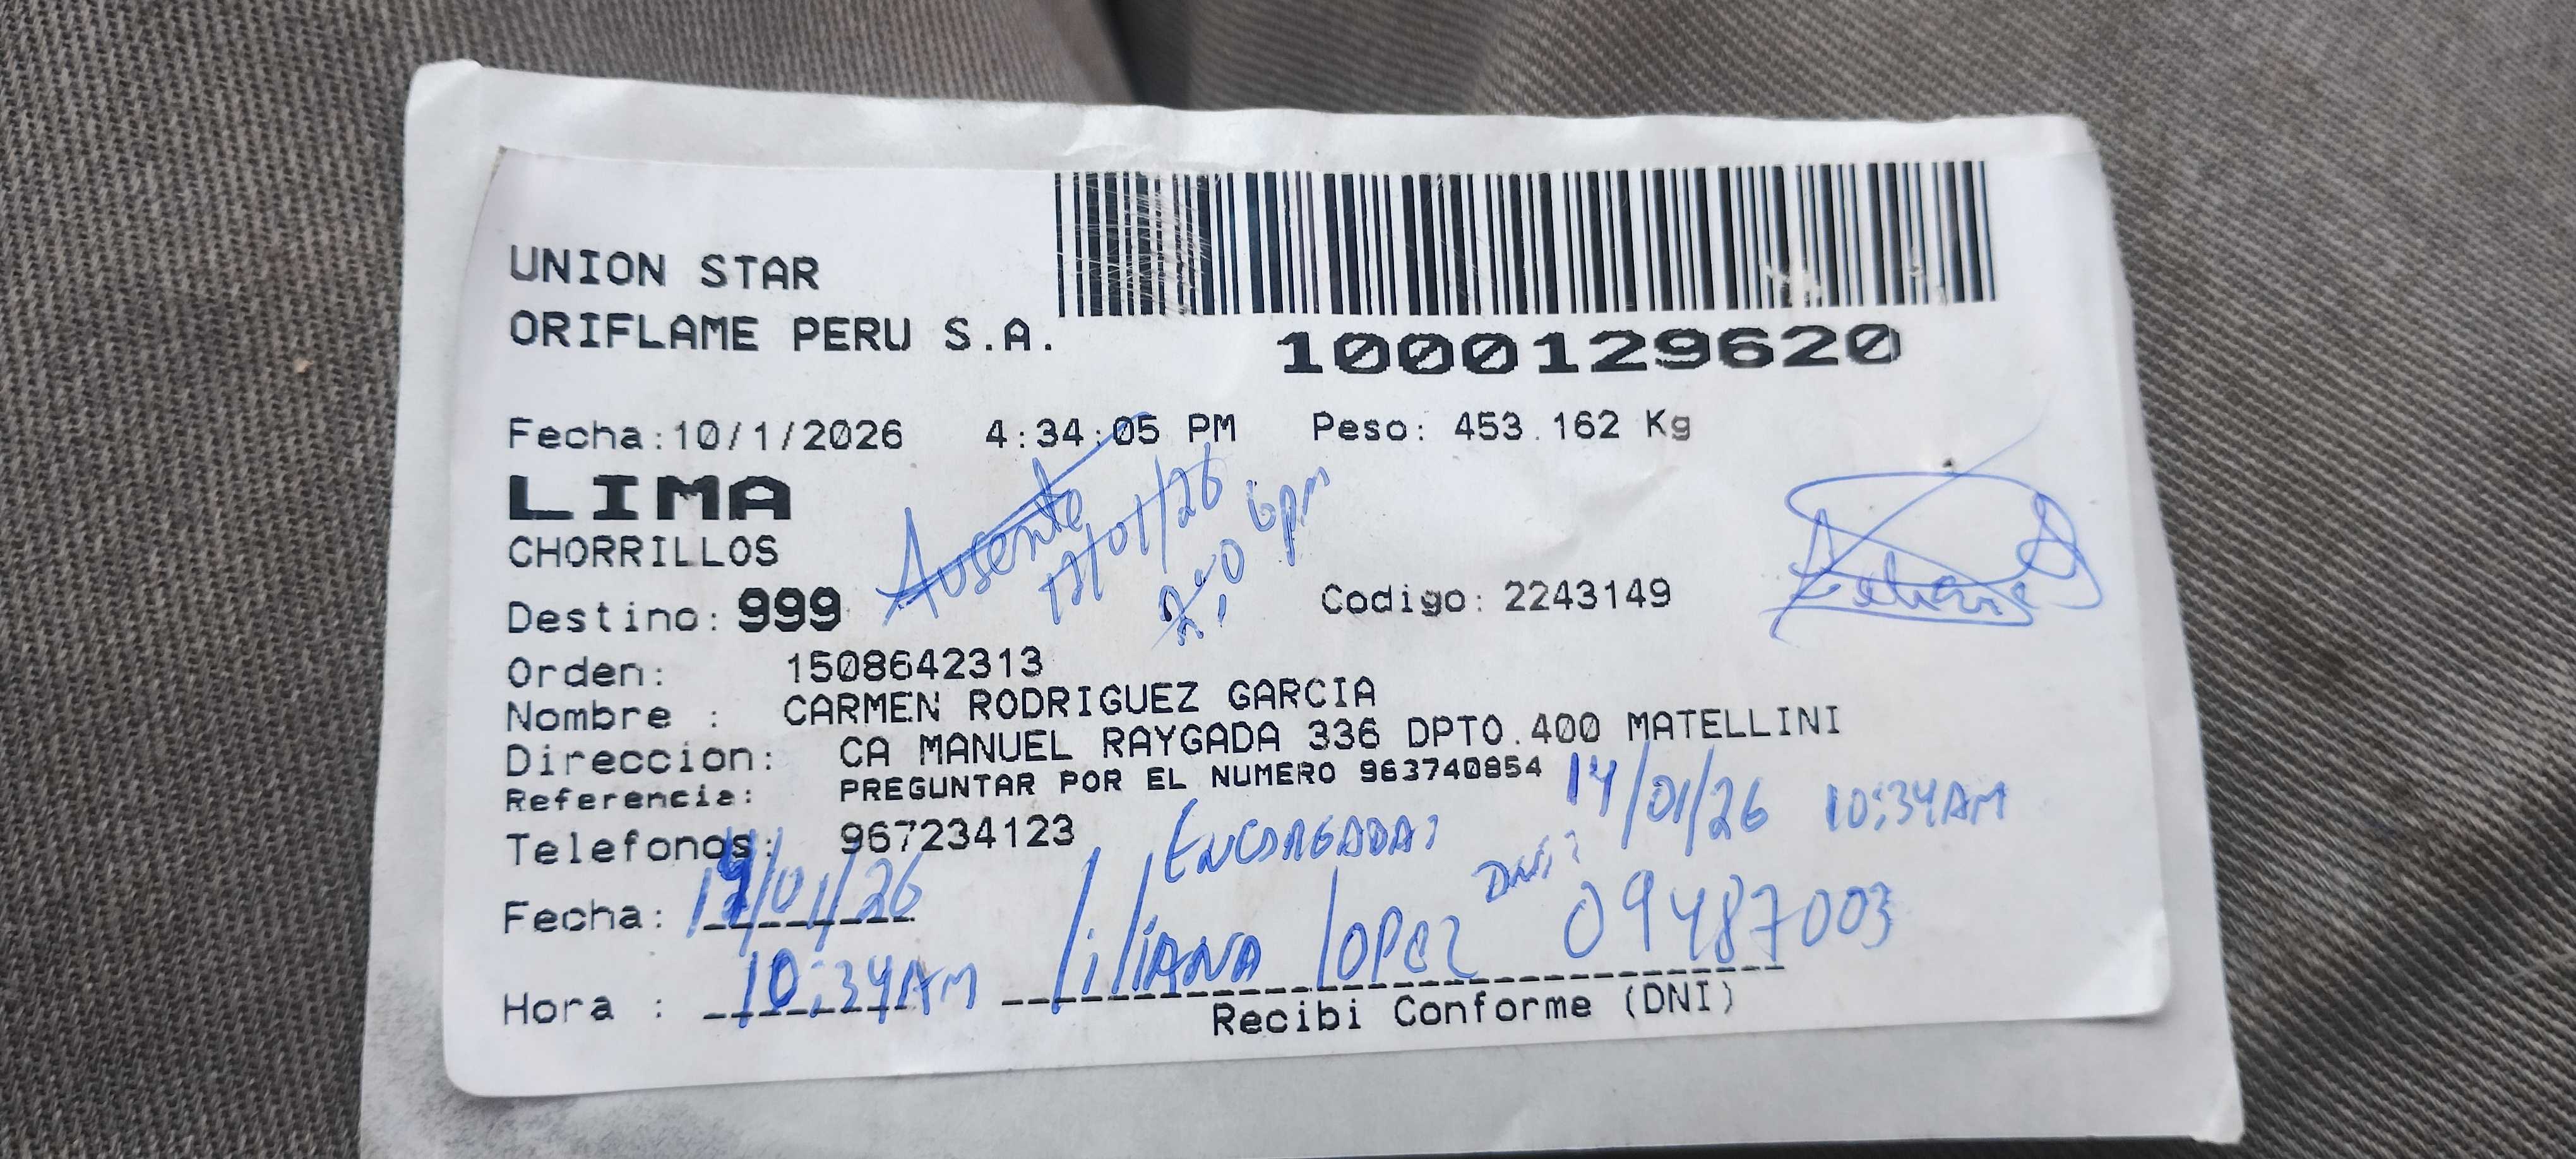 UNION STAR
ORIFLAME PERU S.A.
1000129620
Fecha:10/1/2026 4:34:05 PM Peso: 453.162 Kg
LIMA
CHORRILLOS
Ausente
12/01/26
6pm
Destino: 999 Codigo: 2243149
Orden: 1508642313
Nombre : CARMEN RODRIGUEZ GARCIA
Direccion: CA MANUEL RAYGADA 336 DPTO.400 MATELLINI
Referencia: PREGUNTAR POR EL NUMERO 963740854
14/01/26 10:34AM
Telefonos: 967234123
ENCARGADA:
Fecha: 14/01/26
liliANA lOPEZ DNI: 09487003
Hora : 10:34AM
Recibi Conforme (DNI)